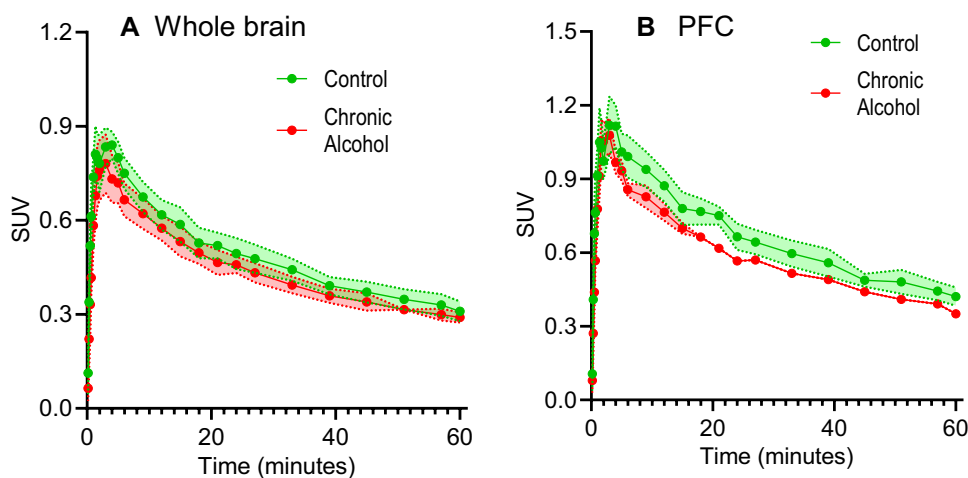 A Whole brain
1.2
0.9
0.6
0.3
0.0
SUV
Control
Chronic
Alcohol
0
20
40
60
Time (minutes)
B PFC
1.5
1.2
0.9
0.6
0.3
0.0
SUV
Control
Chronic
Alcohol
0
20
40
60
Time (minutes)